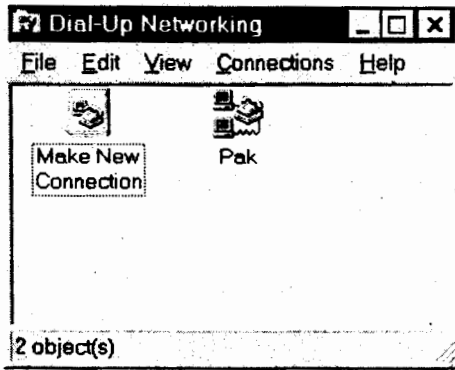 Dial-Up Networking
File Edit View Connections Help
Make New
Connection
Pak
2 object(s)